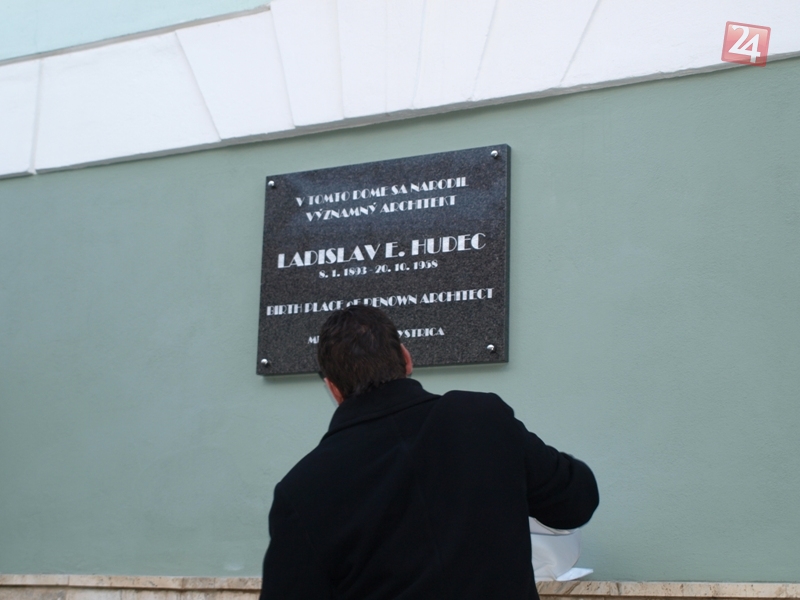 24
V TOMTO DOME SA NARODIL
VÝZNAMNÝ ARCHITEKT
LADISLAV E. HUDEC
8. 1. 1893 - 20. 10. 1958
BIRTH PLACE of RENOWN ARCHITECT